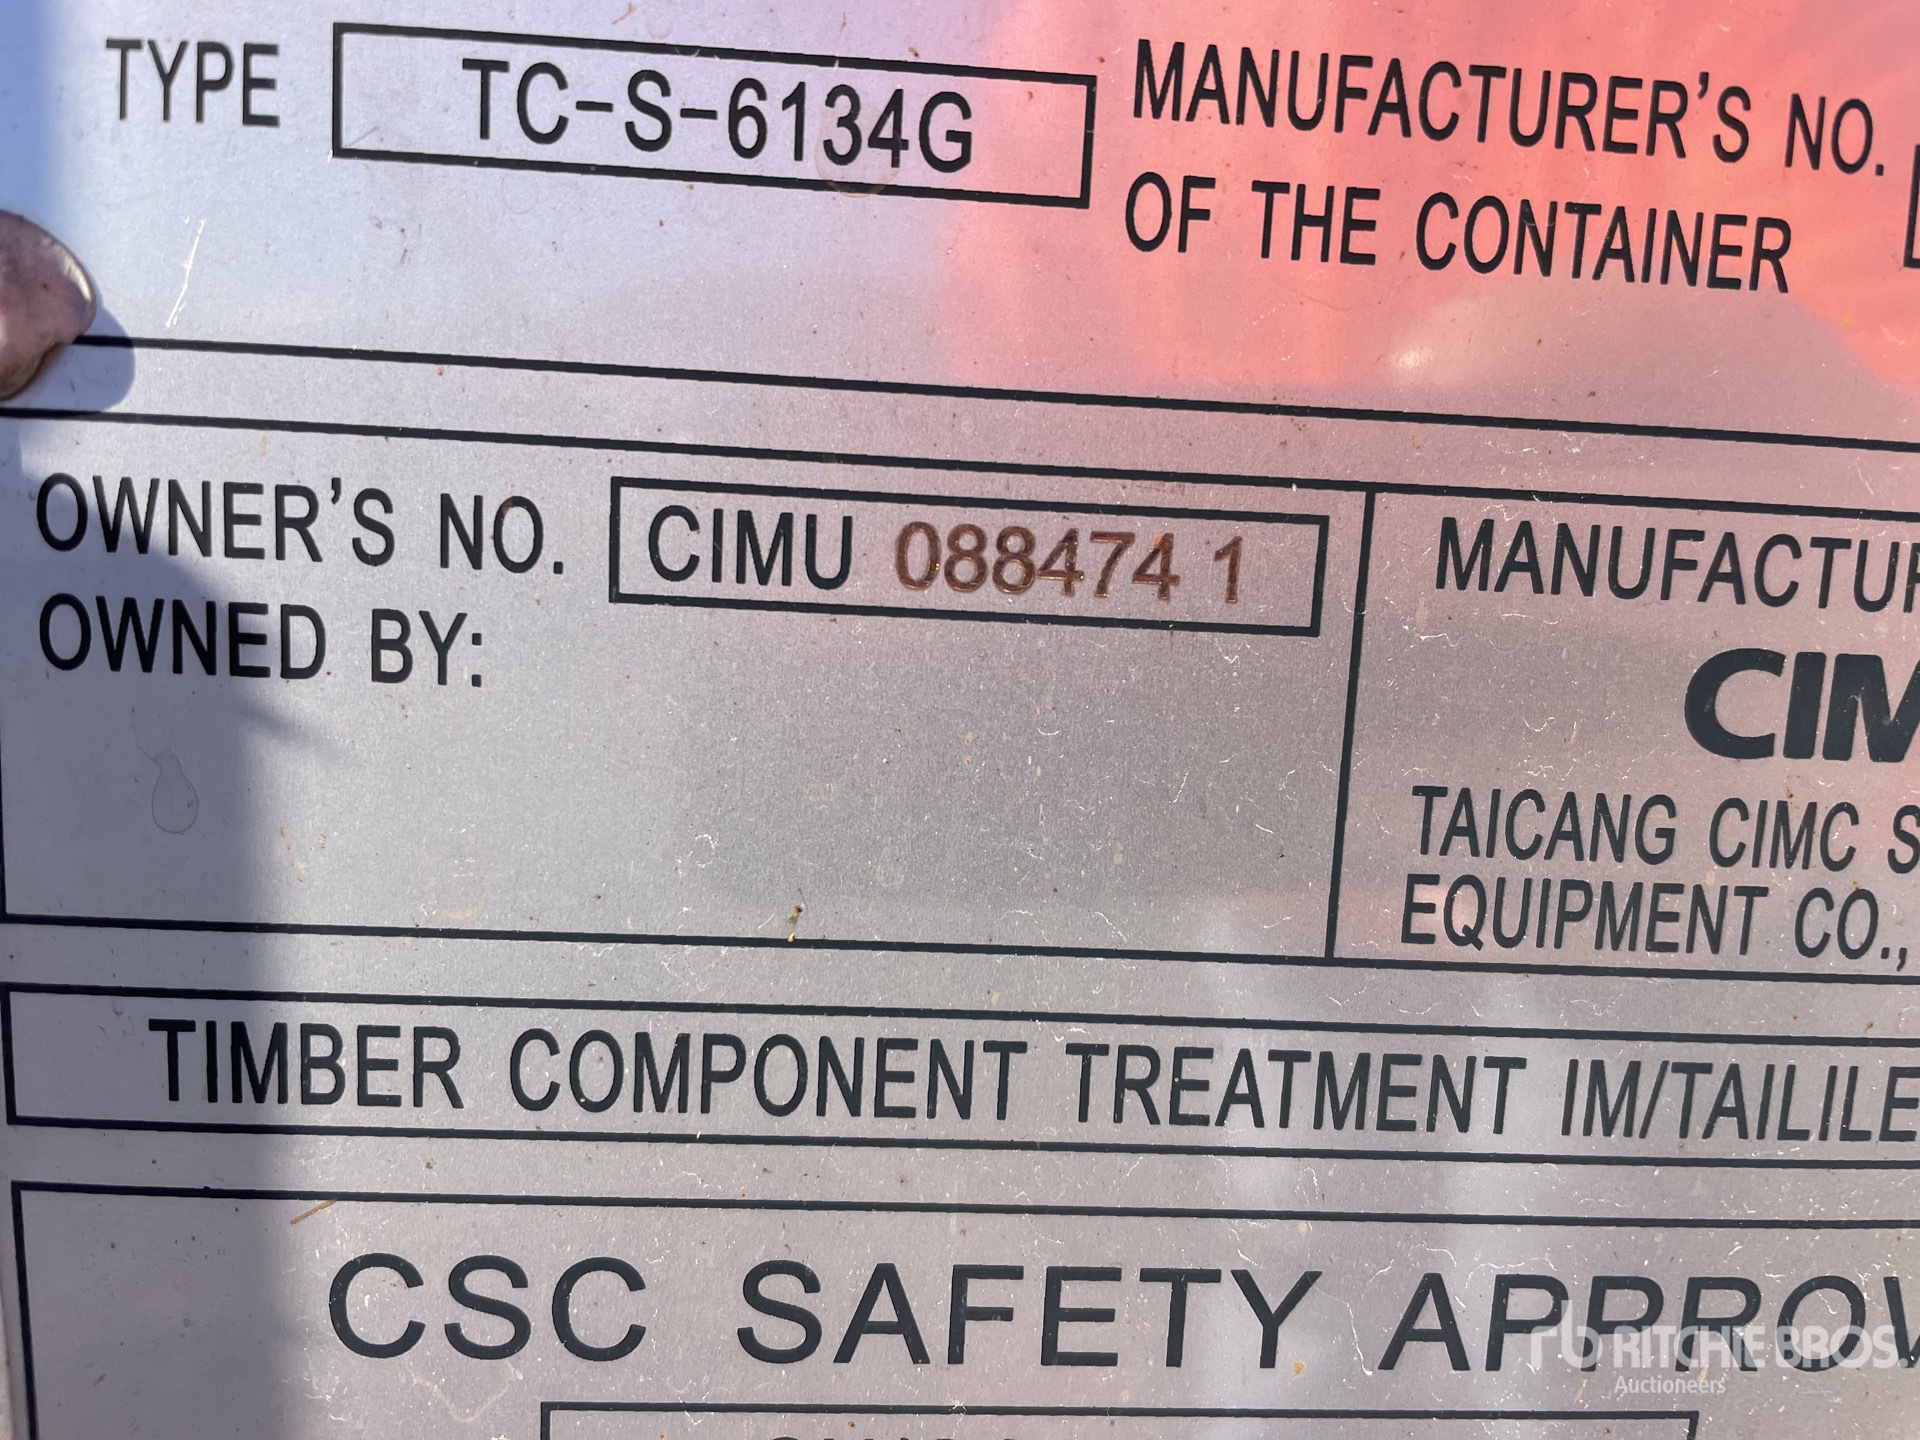 TYPE TC-S-6134G MANUFACTURER'S NO.
OF THE CONTAINER
OWNER'S NO. CIMU 088474 1
OWNED BY:
MANUFACTUR
CIM
TAICANG CIMC S
EQUIPMENT CO.,
TIMBER COMPONENT TREATMENT IM/TAILILE
CSC SAFETY APPROV
rb RITCHIE BROS.
Auctioneers